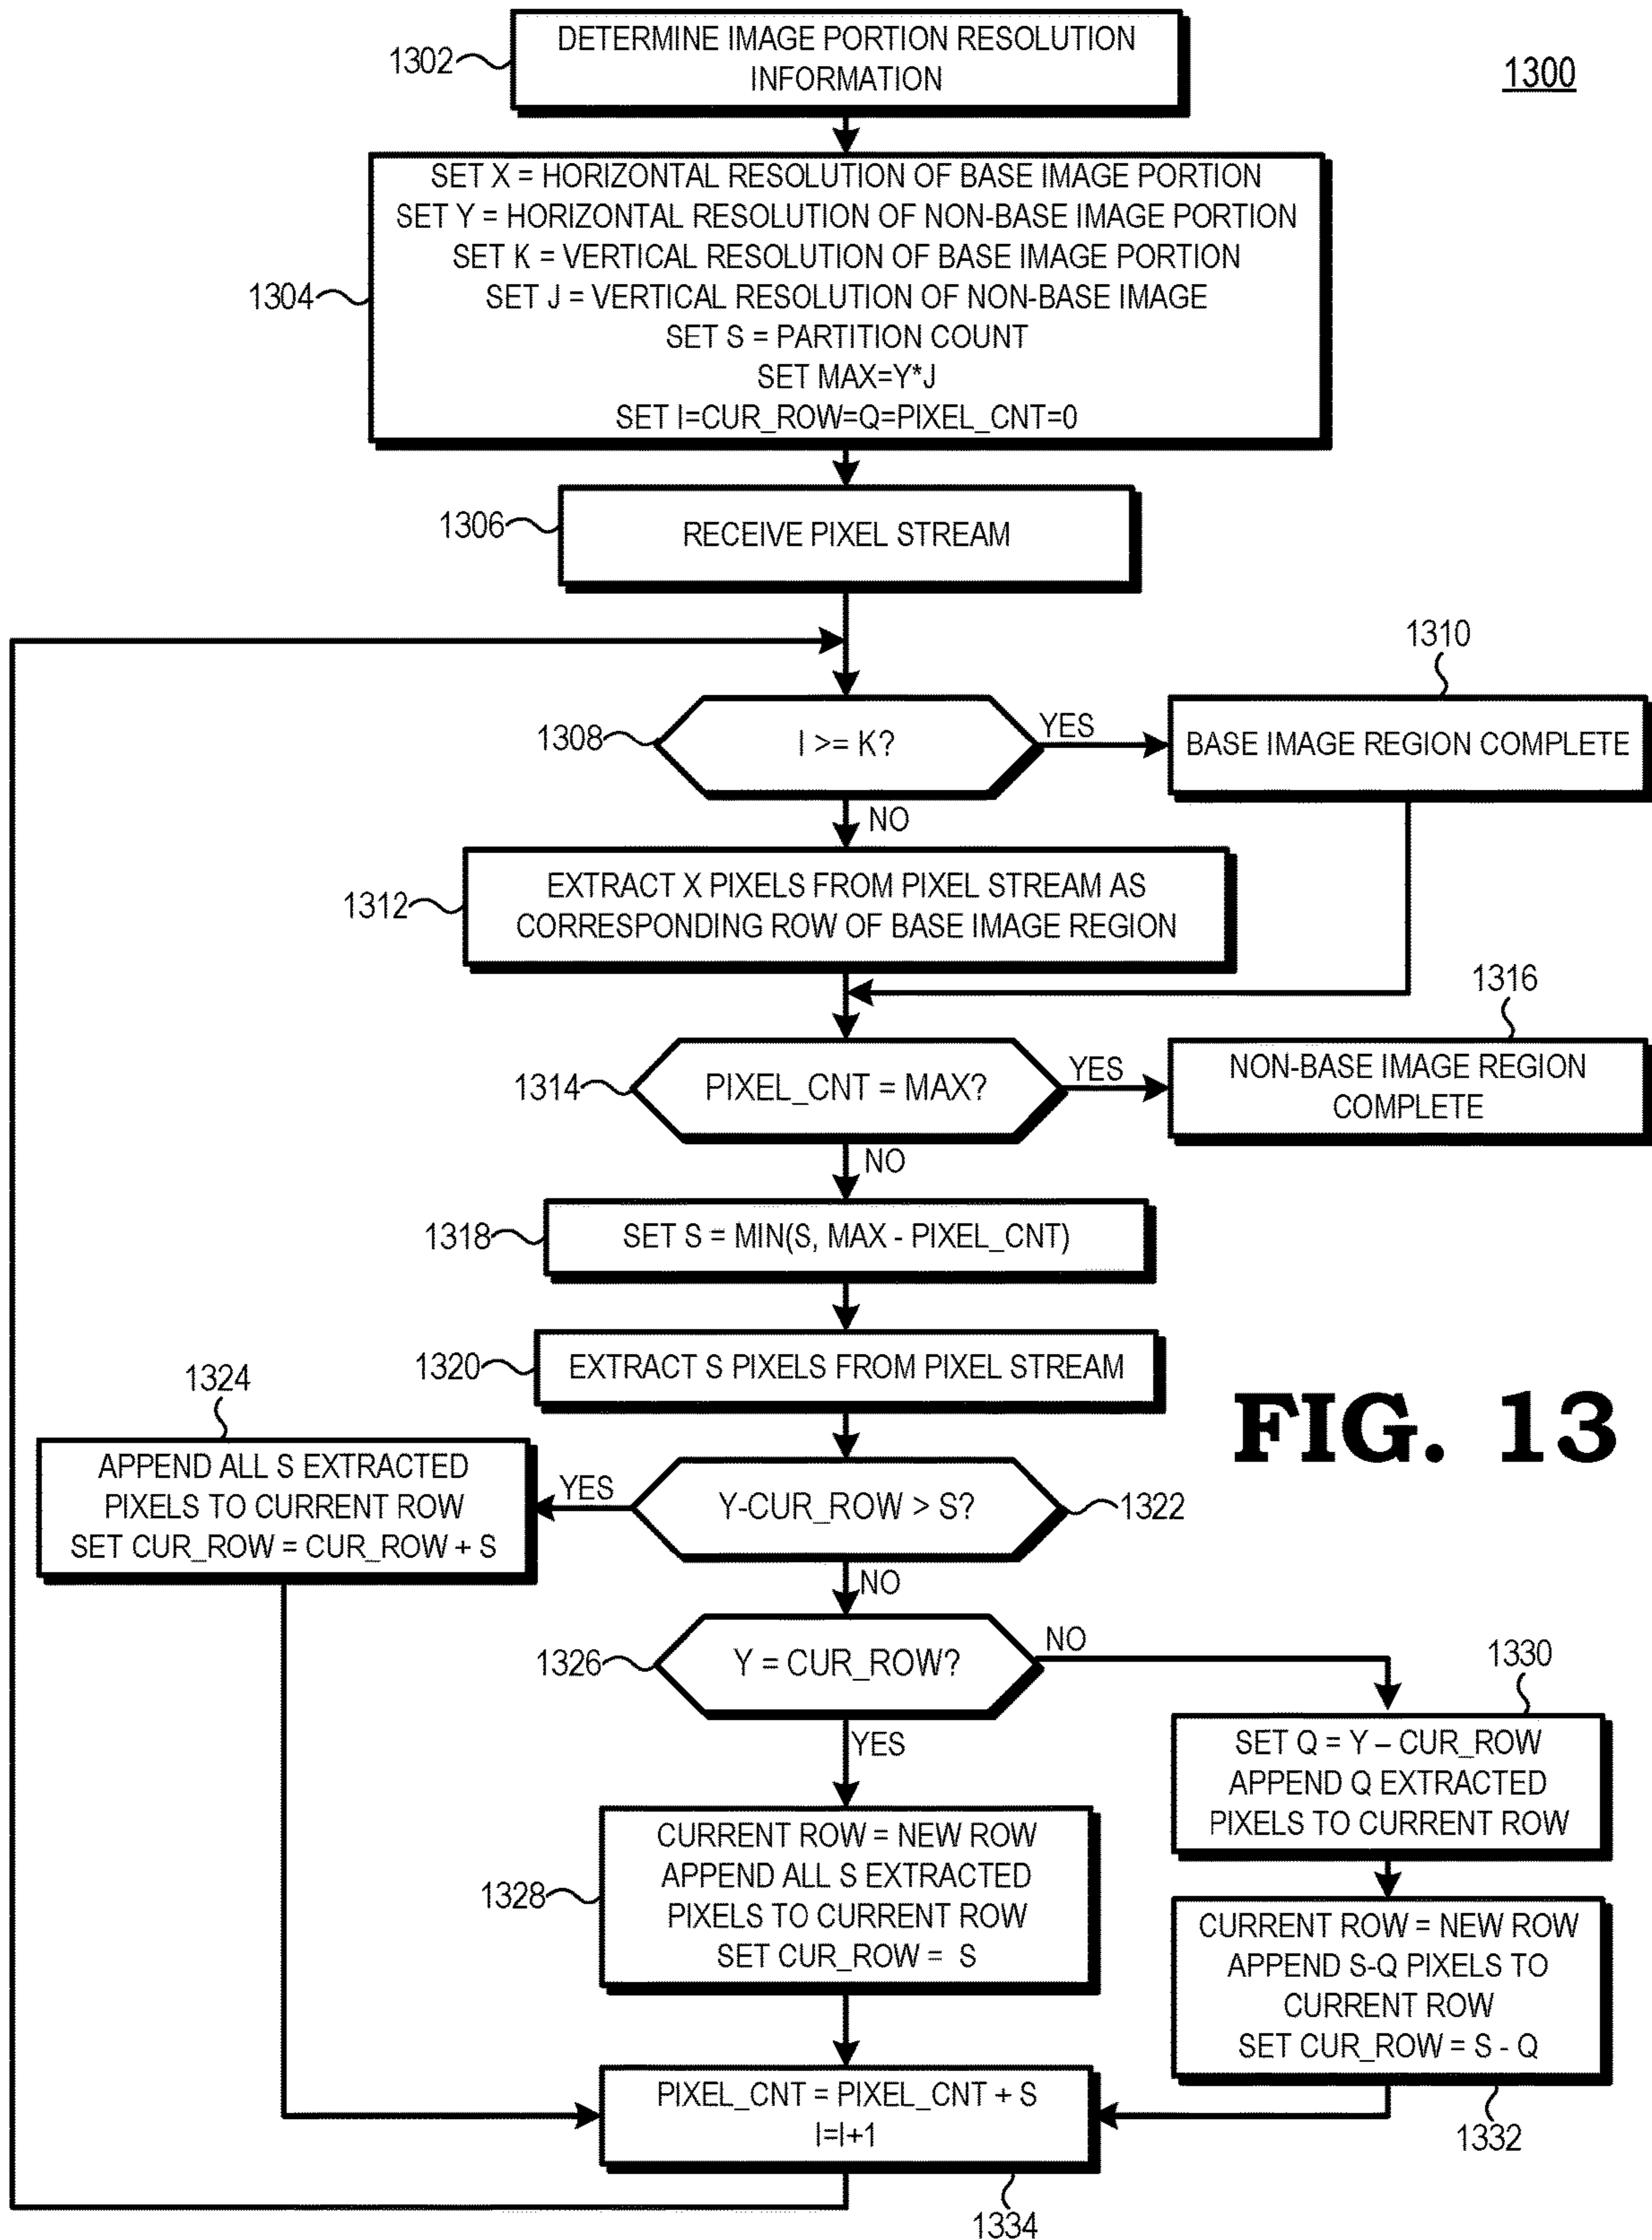 1300
1302
DETERMINE IMAGE PORTION RESOLUTION
INFORMATION
1304
SET X = HORIZONTAL RESOLUTION OF BASE IMAGE PORTION
SET Y = HORIZONTAL RESOLUTION OF NON-BASE IMAGE PORTION
SET K = VERTICAL RESOLUTION OF BASE IMAGE PORTION
SET J = VERTICAL RESOLUTION OF NON-BASE IMAGE
SET S = PARTITION COUNT
SET MAX=Y*J
SET I=CUR_ROW=Q=PIXEL_CNT=0
1306
RECEIVE PIXEL STREAM
1308
I >= K?
YES
1310
BASE IMAGE REGION COMPLETE
NO
1312
EXTRACT X PIXELS FROM PIXEL STREAM AS
CORRESPONDING ROW OF BASE IMAGE REGION
1314
PIXEL_CNT = MAX?
YES
1316
NON-BASE IMAGE REGION
COMPLETE
NO
1318
SET S = MIN(S, MAX - PIXEL_CNT)
1320
EXTRACT S PIXELS FROM PIXEL STREAM
FIG. 13
1322
Y-CUR_ROW > S?
YES
1324
APPEND ALL S EXTRACTED
PIXELS TO CURRENT ROW
SET CUR_ROW = CUR_ROW + S
NO
1326
Y = CUR_ROW?
NO
1330
SET Q = Y – CUR_ROW
APPEND Q EXTRACTED
PIXELS TO CURRENT ROW
YES
1328
CURRENT ROW = NEW ROW
APPEND ALL S EXTRACTED
PIXELS TO CURRENT ROW
SET CUR_ROW = S
CURRENT ROW = NEW ROW
APPEND S-Q PIXELS TO
CURRENT ROW
SET CUR_ROW = S - Q
1332
PIXEL_CNT = PIXEL_CNT + S
I=I+1
1334